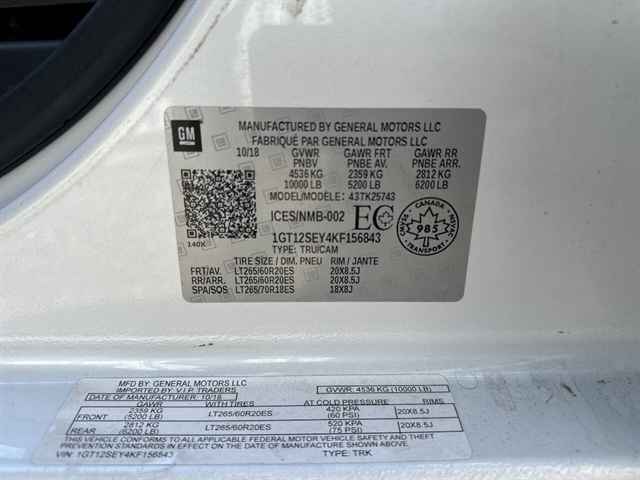 GM
MANUFACTURED BY GENERAL MOTORS LLC
FABRIQUÉ PAR GENERAL MOTORS LLC
10/18 GVWR GAWR FRT GAWR RR
PNBV PNBE AV. PNBE ARR.
4536 KG 2359 KG 2812 KG
10000 LB 5200 LB 6200 LB
MODEL/MODÈLE: 43TK25743
ICES/NMB-002 EC
1GT12SEY4KF156843
140X
TYPE: TRU/CAM
CANADA
985
CMVSS NSVAC
TRANSPORT
TIRE SIZE / DIM. PNEU RIM / JANTE
FRT/AV. LT265/60R20ES 20X8.5J
RR/ARR. LT265/60R20ES 20X8.5J
SPA/SOS LT265/70R18ES 18X8J
MFD BY: GENERAL MOTORS LLC
IMPORTED BY: V.I.P. TRADERS
DATE OF MANUFACTURER: 10/18 GVWR: 4536 KG (10000 LB)
GAWR WITH TIRES AT COLD PRESSURE RIMS
FRONT 2359 KG (5200 LB) LT265/60R20ES 420 KPA (60 PSI) 20X8.5J
REAR 2812 KG (6200 LB) LT265/60R20ES 520 KPA (75 PSI) 20X8.5J
THIS VEHICLE CONFORMS TO ALL APPLICABLE FEDERAL MOTOR VEHICLE SAFETY, BUMPER AND THEFT
PREVENTION STANDARDS IN EFFECT ON THE DATE OF MANUFACTURE SHOWN ABOVE
VIN: 1GT12SEY4KF156843 TYPE: TRK